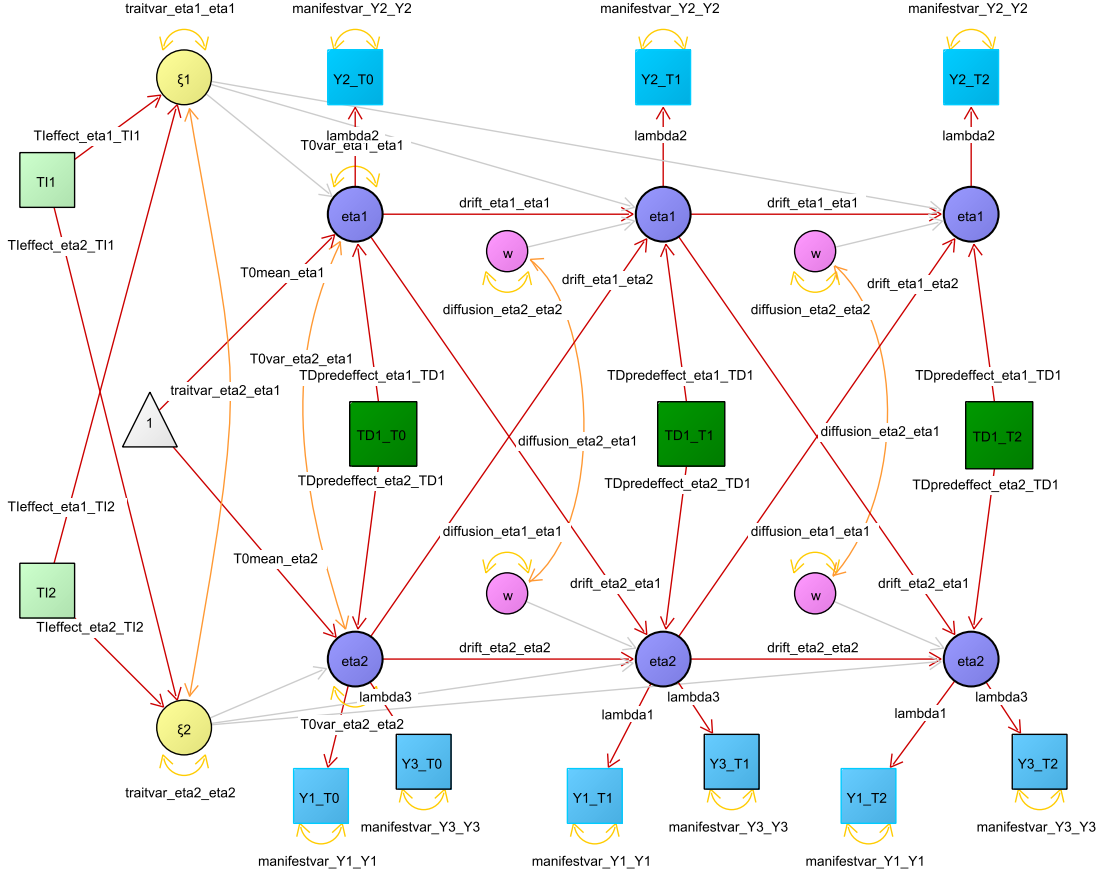 traitvar_eta1_eta1
manifestvar_Y2_Y2
manifestvar_Y2_Y2
manifestvar_Y2_Y2
ξ1
Y2_T0
Y2_T1
Y2_T2
TIeffect_eta1_TI1
lambda2
lambda2
lambda2
T0var_eta1_eta1
TI1
drift_eta1_eta1
drift_eta1_eta1
eta1
eta1
eta1
TIeffect_eta2_TI1
w
w
T0mean_eta1
drift_eta1_eta2
drift_eta1_eta2
diffusion_eta2_eta2
diffusion_eta2_eta2
T0var_eta2_eta1
TDpredeffect_eta1_TD1
TDpredeffect_eta1_TD1
TDpredeffect_eta1_TD1
traitvar_eta2_eta1
1
TD1_T0
diffusion_eta2_eta1
TD1_T1
diffusion_eta2_eta1
TD1_T2
TDpredeffect_eta2_TD1
TDpredeffect_eta2_TD1
TDpredeffect_eta2_TD1
TIeffect_eta1_TI2
diffusion_eta1_eta1
diffusion_eta1_eta1
T0mean_eta2
TI2
w
drift_eta2_eta1
w
drift_eta2_eta1
TIeffect_eta2_TI2
drift_eta2_eta2
drift_eta2_eta2
eta2
eta2
eta2
lambda3
lambda3
lambda3
ξ2
T0var_eta2_eta2
lambda1
lambda1
Y3_T0
Y3_T1
Y3_T2
traitvar_eta2_eta2
Y1_T0
Y1_T1
Y1_T2
manifestvar_Y3_Y3
manifestvar_Y3_Y3
manifestvar_Y3_Y3
manifestvar_Y1_Y1
manifestvar_Y1_Y1
manifestvar_Y1_Y1